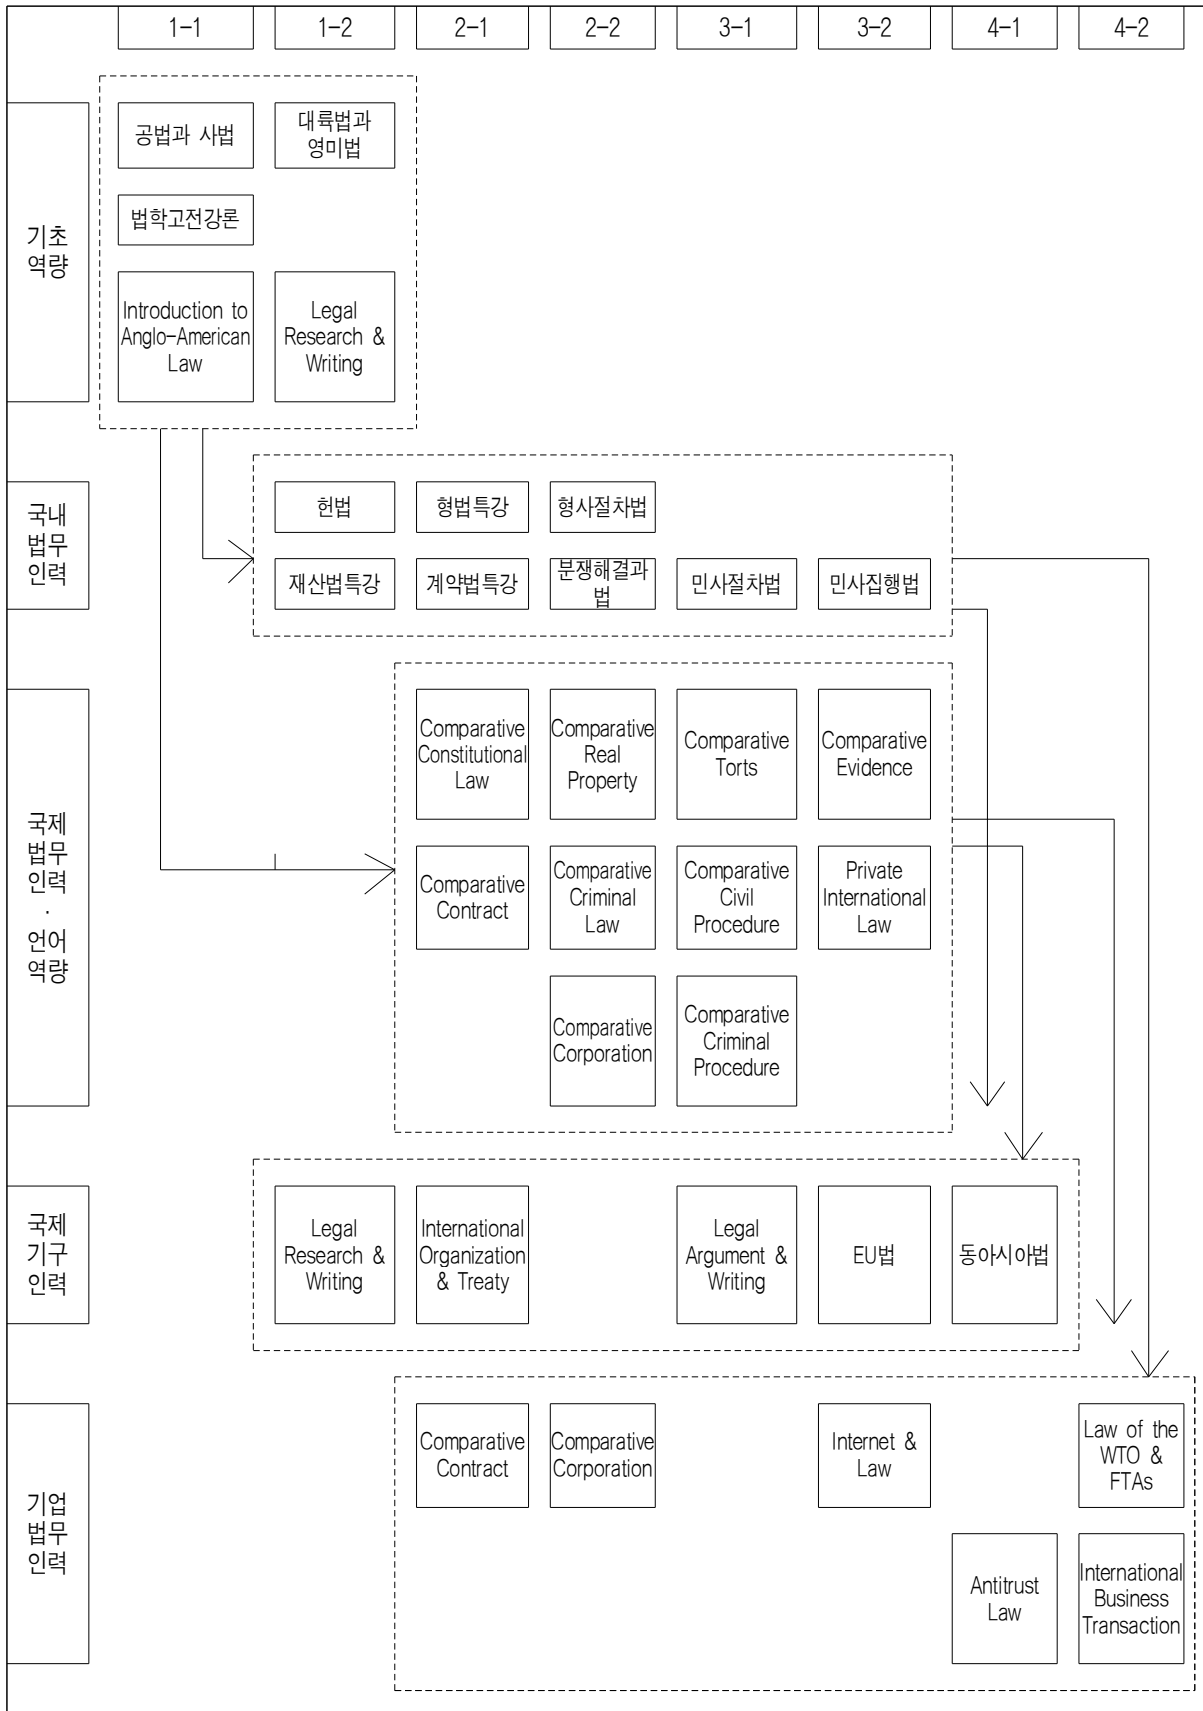 1-1
1-2
2-1
2-2
3-1
3-2
4-1
4-2
기초
역량
공법과 사법
대륙법과
영미법
법학고전강론
Introduction to
Anglo-American
Law
Legal
Research &
Writing
국내
법무
인력
헌법
형법특강
형사절차법
재산법특강
계약법특강
분쟁해결과
법
민사절차법
민사집행법
국제
법무
인력
·
언어
역량
Comparative
Constitutional
Law
Comparative
Real
Property
Comparative
Torts
Comparative
Evidence
Comparative
Contract
Comparative
Criminal
Law
Comparative
Civil
Procedure
Private
International
Law
Comparative
Corporation
Comparative
Criminal
Procedure
국제
기구
인력
Legal
Research &
Writing
International
Organization
& Treaty
Legal
Argument &
Writing
EU법
동아시아법
기업
법무
인력
Comparative
Contract
Comparative
Corporation
Internet &
Law
Law of the
WTO &
FTAs
Antitrust
Law
International
Business
Transaction